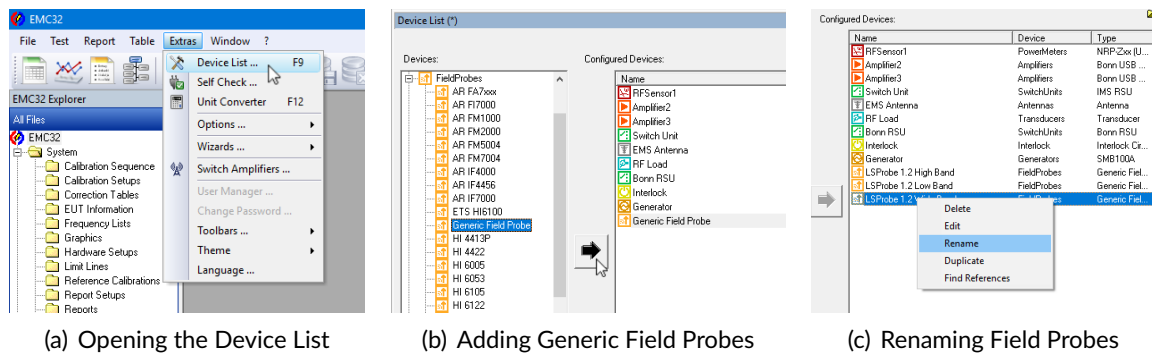 EMC32
File Test Report Table Extras Window ?
Device List ... F9
Self Check ...
Unit Converter F12
Options ...
Wizards ...
Switch Amplifiers ...
User Manager ...
Change Password ...
Toolbars ...
Theme
Language ...
EMC32 Explorer
All Files
EMC32
System
Calibration Sequence
Calibration Setups
Correction Tables
EUT Information
Frequency Lists
Graphics
Hardware Setups
Limit Lines
Reference Calibrations
Report Setups
Reports
(a) Opening the Device List
Device List (*)
Devices:
FieldProbes
AR FA7xxx
AR FI7000
AR FM1000
AR FM2000
AR FM5004
AR FM7004
AR IF4000
AR IF4456
AR IF7000
ETS HI6100
Generic Field Probe
HI 4413P
HI 4422
HI 6005
HI 6053
HI 6105
HI 6122
Configured Devices:
Name
RFSensor1
Amplifier2
Amplifier3
Switch Unit
EMS Antenna
RF Load
Bonn RSU
Interlock
Generator
Generic Field Probe
(b) Adding Generic Field Probes
Configured Devices:
Name Device Type
RFSensor1 PowerMeters NRP-Zxx (U...
Amplifier2 Amplifiers Bonn USB ...
Amplifier3 Amplifiers Bonn USB ...
Switch Unit SwitchUnits IMS RSU
EMS Antenna Antennas Antenna
RF Load Transducers Transducer
Bonn RSU SwitchUnits Bonn RSU
Interlock Interlock Interlock Cir...
Generator Generators SMB100A
LSProbe 1.2 High Band FieldProbes Generic Fiel...
LSProbe 1.2 Low Band FieldProbes Generic Fiel...
LSProbe 1.2 FieldProbes Generic Fiel...
Delete
Edit
Rename
Duplicate
Find References
(c) Renaming Field Probes